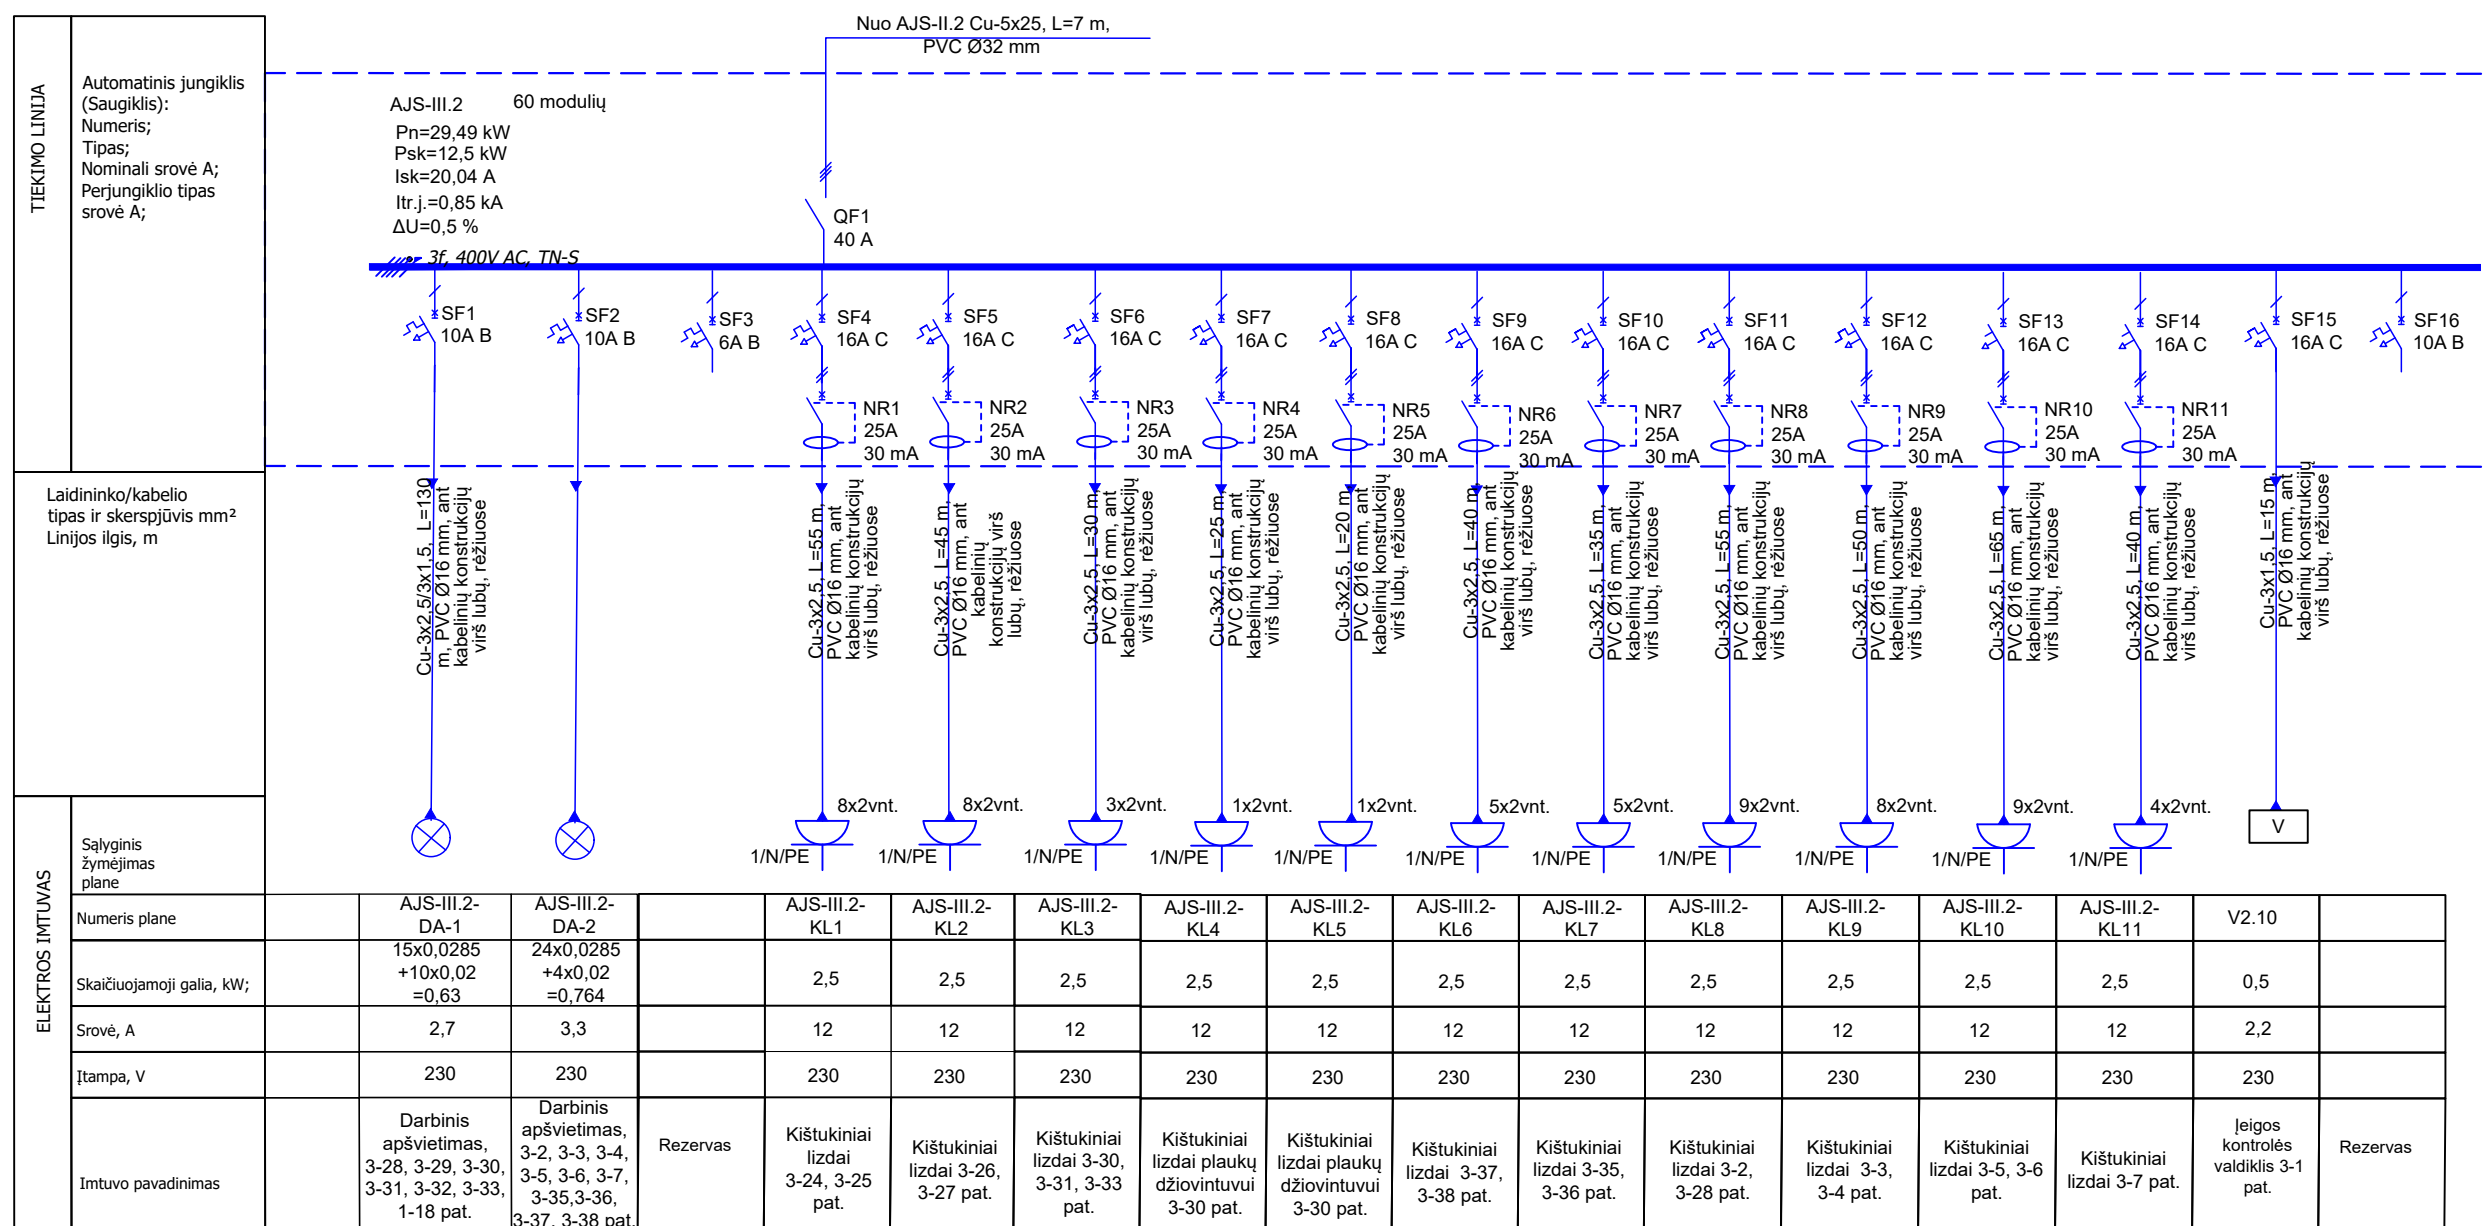 Nuo AJS-II.2 Cu-5x25, L=7 m,
PVC Ø32 mm
TIEKIMO LINIJA
Automatinis jungiklis
(Saugiklis):
Numeris;
Tipas;
Nominali srovė A;
Perjungiklio tipas
srovė A;
AJS-III.2
60 modulių
Pn=29,49 kW
Psk=12,5 kW
Isk=20,04 A
Itr.j.=0,85 kA
ΔU=0,5 %
3f, 400V AC, TN-S
QF1
40 A
SF1
10A B
SF2
10A B
SF3
6A B
SF4
16A C
SF5
16A C
SF6
16A C
SF7
16A C
SF8
16A C
SF9
16A C
SF10
16A C
SF11
16A C
SF12
16A C
SF13
16A C
SF14
16A C
SF15
16A C
SF16
10A B
NR1
25A
30 mA
NR2
25A
30 mA
NR3
25A
30 mA
NR4
25A
30 mA
NR5
25A
30 mA
NR6
25A
30 mA
NR7
25A
30 mA
NR8
25A
30 mA
NR9
25A
30 mA
NR10
25A
30 mA
NR11
25A
30 mA
Laidininko/kabelio
tipas ir skerspjūvis mm²
Linijos ilgis, m
Cu-3x2,5/3x1,5, L=130
m, PVC Ø16 mm, ant
kabelinių konstrukcijų
virš lubų, rėžiuose
Cu-3x2,5, L=55 m,
PVC Ø16 mm, ant
kabelinių konstrukcijų
virš lubų, rėžiuose
Cu-3x2,5, L=45 m,
PVC Ø16 mm, ant
kabelinių
konstrukcijų virš
lubų, rėžiuose
Cu-3x2,5, L=30 m,
PVC Ø16 mm, ant
kabelinių konstrukcijų
virš lubų, rėžiuose
Cu-3x2,5, L=25 m,
PVC Ø16 mm, ant
kabelinių konstrukcijų
virš lubų, rėžiuose
Cu-3x2,5, L=20 m,
PVC Ø16 mm, ant
kabelinių konstrukcijų
virš lubų, rėžiuose
Cu-3x2,5, L=40 m,
PVC Ø16 mm, ant
kabelinių konstrukcijų
virš lubų, rėžiuose
Cu-3x2,5, L=35 m,
PVC Ø16 mm, ant
kabelinių konstrukcijų
virš lubų, rėžiuose
Cu-3x2,5, L=55 m,
PVC Ø16 mm, ant
kabelinių konstrukcijų
virš lubų, rėžiuose
Cu-3x2,5, L=50 m,
PVC Ø16 mm, ant
kabelinių konstrukcijų
virš lubų, rėžiuose
Cu-3x2,5, L=65 m,
PVC Ø16 mm, ant
kabelinių konstrukcijų
virš lubų, rėžiuose
Cu-3x2,5, L=40 m,
PVC Ø16 mm, ant
kabelinių konstrukcijų
virš lubų, rėžiuose
Cu-3x1,5, L=15 m,
PVC Ø16 mm, ant
kabelinių konstrukcijų
virš lubų, rėžiuose
ELEKTROS IMTUVAS
Sąlyginis
žymėjimas
plane
8x2vnt.
1/N/PE
8x2vnt.
1/N/PE
3x2vnt.
1/N/PE
1x2vnt.
1/N/PE
1x2vnt.
1/N/PE
5x2vnt.
1/N/PE
5x2vnt.
1/N/PE
9x2vnt.
1/N/PE
8x2vnt.
1/N/PE
9x2vnt.
1/N/PE
4x2vnt.
1/N/PE
V
Numeris plane
AJS-III.2-
DA-1
AJS-III.2-
DA-2
AJS-III.2-
KL1
AJS-III.2-
KL2
AJS-III.2-
KL3
AJS-III.2-
KL4
AJS-III.2-
KL5
AJS-III.2-
KL6
AJS-III.2-
KL7
AJS-III.2-
KL8
AJS-III.2-
KL9
AJS-III.2-
KL10
AJS-III.2-
KL11
V2.10
Skaičiuojamoji galia, kW;
15x0,0285
+10x0,02
=0,63
24x0,0285
+4x0,02
=0,764
2,5
2,5
2,5
2,5
2,5
2,5
2,5
2,5
2,5
2,5
2,5
0,5
Srovė, A
2,7
3,3
12
12
12
12
12
12
12
12
12
12
12
2,2
Įtampa, V
230
230
230
230
230
230
230
230
230
230
230
230
230
230
Imtuvo pavadinimas
Darbinis
apšvietimas,
3-28, 3-29, 3-30,
3-31, 3-32, 3-33,
1-18 pat.
Darbinis
apšvietimas,
3-2, 3-3, 3-4,
3-5, 3-6, 3-7,
3-35,3-36,
3-37, 3-38 pat.
Rezervas
Kištukiniai
lizdai
3-24, 3-25
pat.
Kištukiniai
lizdai 3-26,
3-27 pat.
Kištukiniai
lizdai 3-30,
3-31, 3-33
pat.
Kištukiniai
lizdai plaukų
džiovintuvui
3-30 pat.
Kištukiniai
lizdai plaukų
džiovintuvui
3-30 pat.
Kištukiniai
lizdai 3-37,
3-38 pat.
Kištukiniai
lizdai 3-35,
3-36 pat.
Kištukiniai
lizdai 3-2,
3-28 pat.
Kištukiniai
lizdai 3-3,
3-4 pat.
Kištukiniai
lizdai 3-5, 3-6
pat.
Kištukiniai
lizdai 3-7 pat.
Įeigos
kontrolės
valdiklis 3-1
pat.
Rezervas